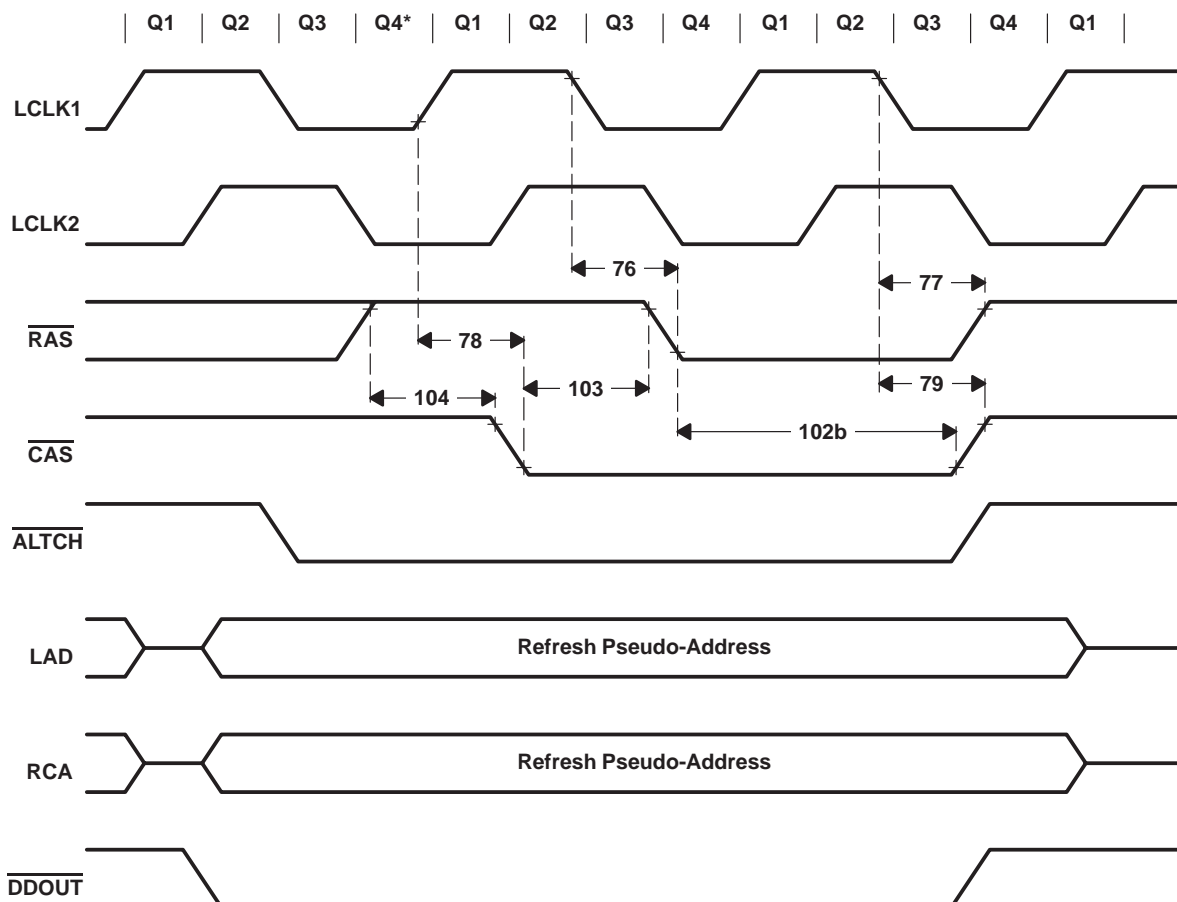 Q1 Q2 Q3 Q4* Q1 Q2 Q3 Q4 Q1 Q2 Q3 Q4 Q1
LCLK1
LCLK2
76
77
RAS
78
79
103
104
CAS
102b
ALTCH
LAD
Refresh Pseudo-Address
RCA
Refresh Pseudo-Address
DDOUT